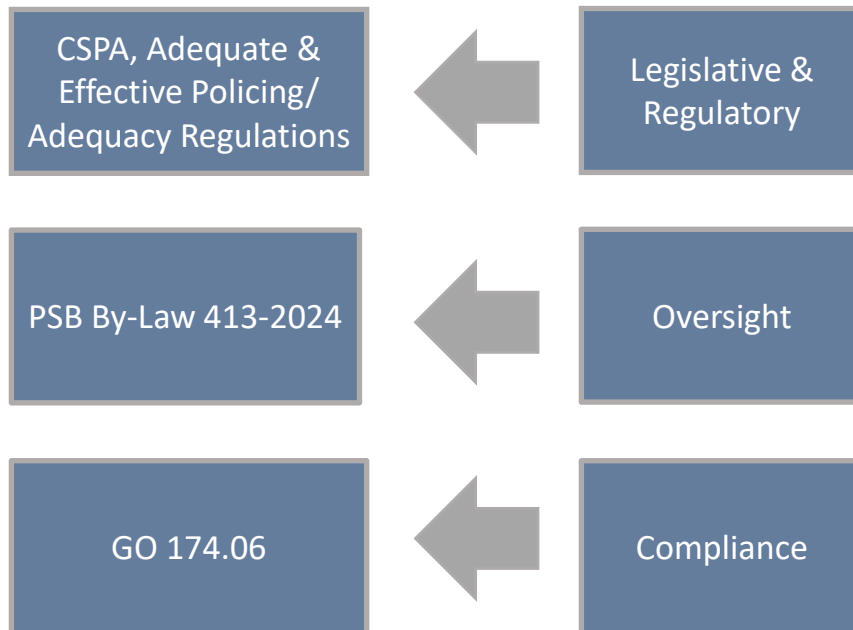 CSPA, Adequate &
Effective Policing/
Adequacy Regulations
Legislative &
Regulatory
PSB By-Law 413-2024
Oversight
GO 174.06
Compliance